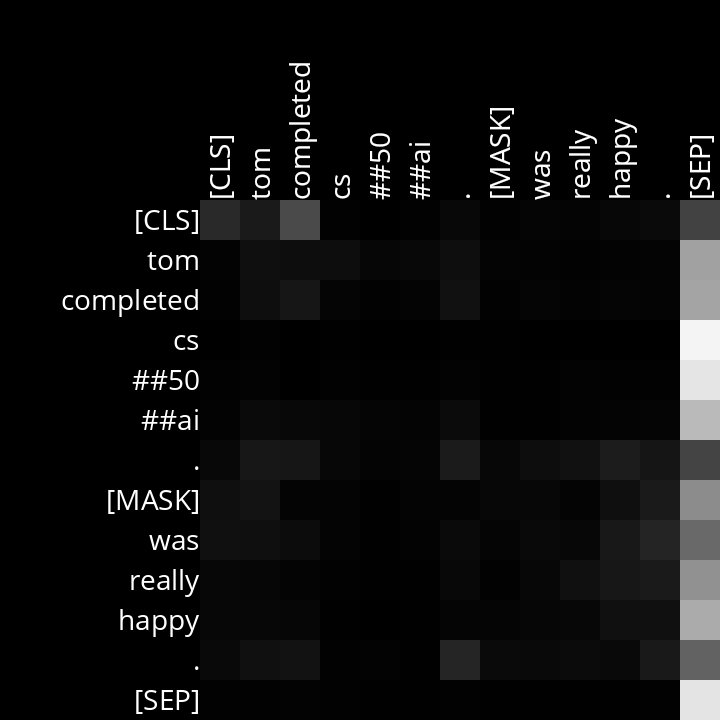 [CLS] tom completed cs ##50 ##ai . [MASK] was really happy . [SEP]
[CLS]
tom
completed
cs
##50
##ai
.
[MASK]
was
really
happy
.
[SEP]